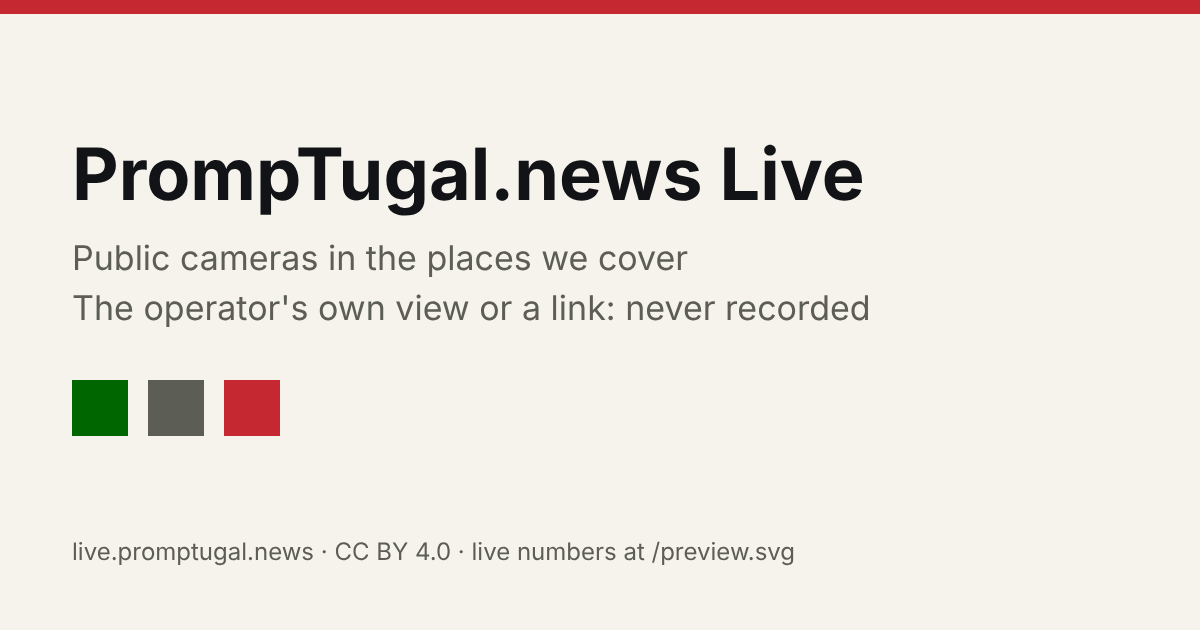 PrompTugal.news Live
Public cameras in the places we cover
The operator's own view or a link: never recorded
live.promptugal.news · CC BY 4.0 · live numbers at /preview.svg